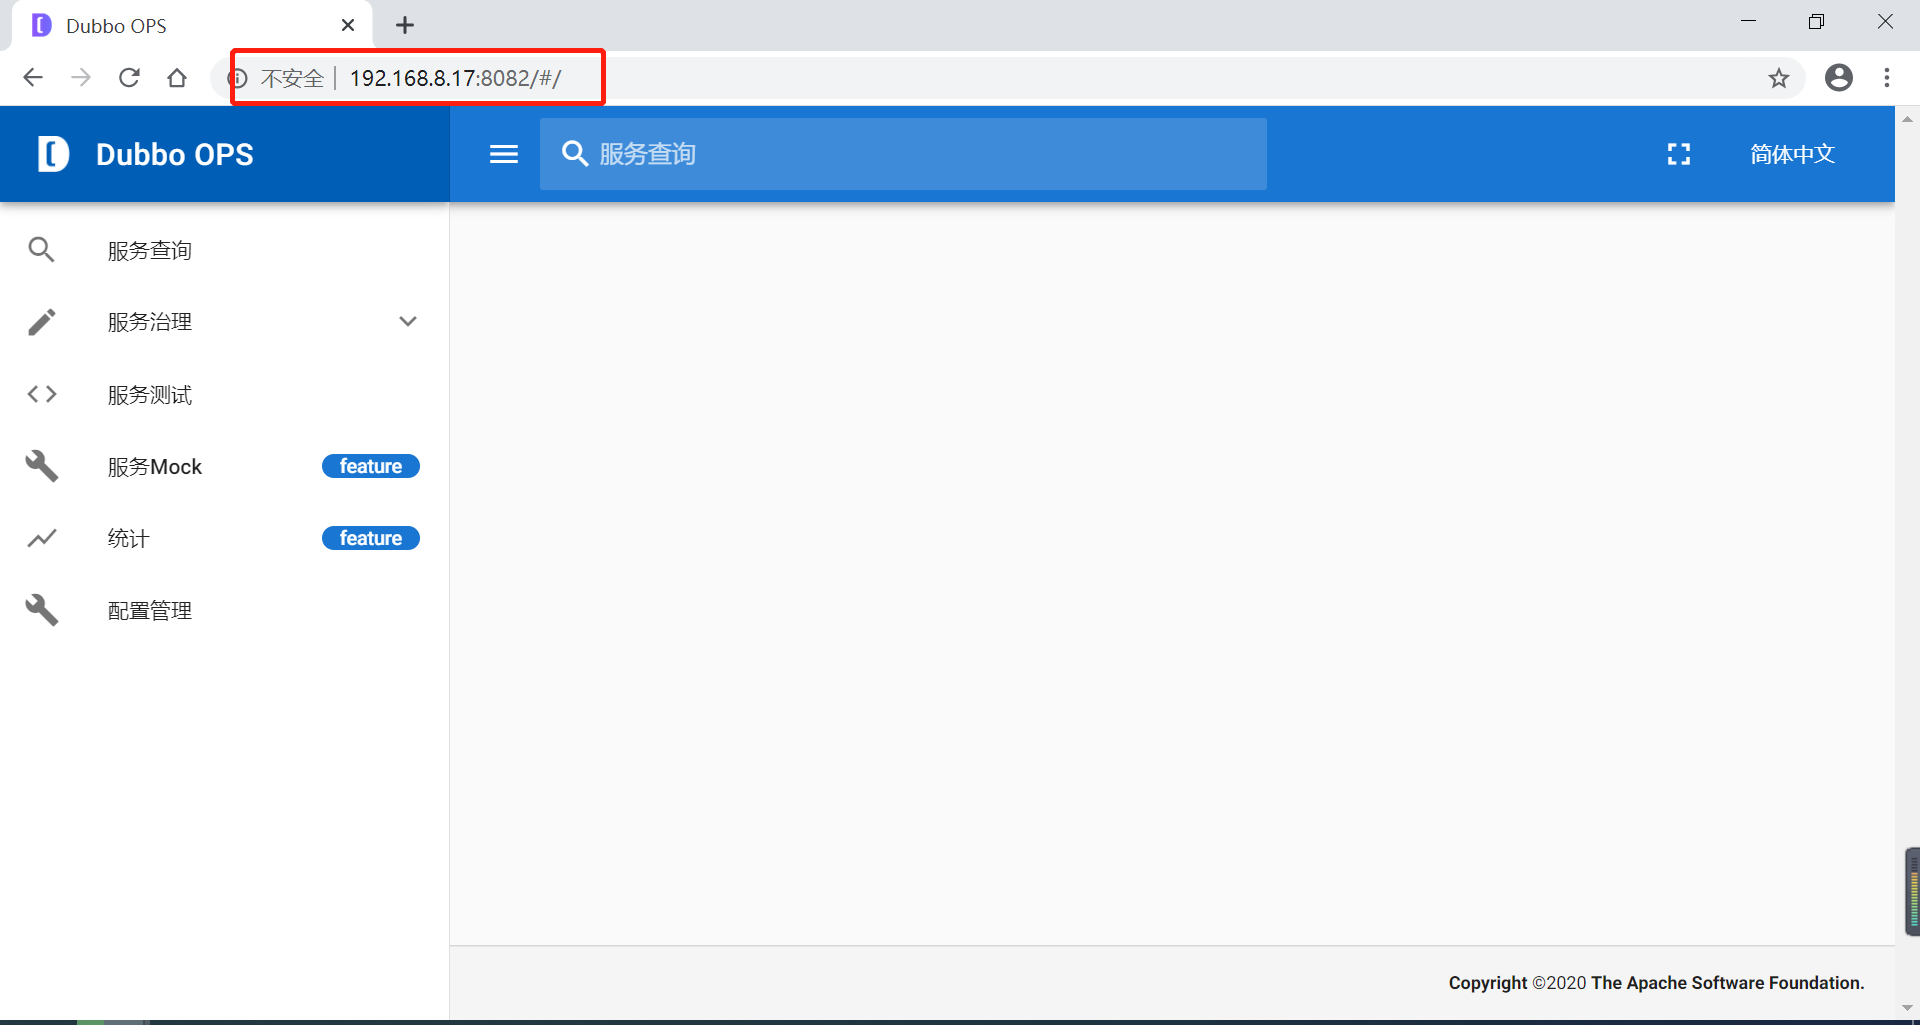 Dubbo OPS
不安全 | 192.168.8.17:8082/#/
Dubbo OPS
服务查询
简体中文
服务查询
服务治理
服务测试
服务Mock
feature
统计
feature
配置管理
Copyright ©2020 The Apache Software Foundation.